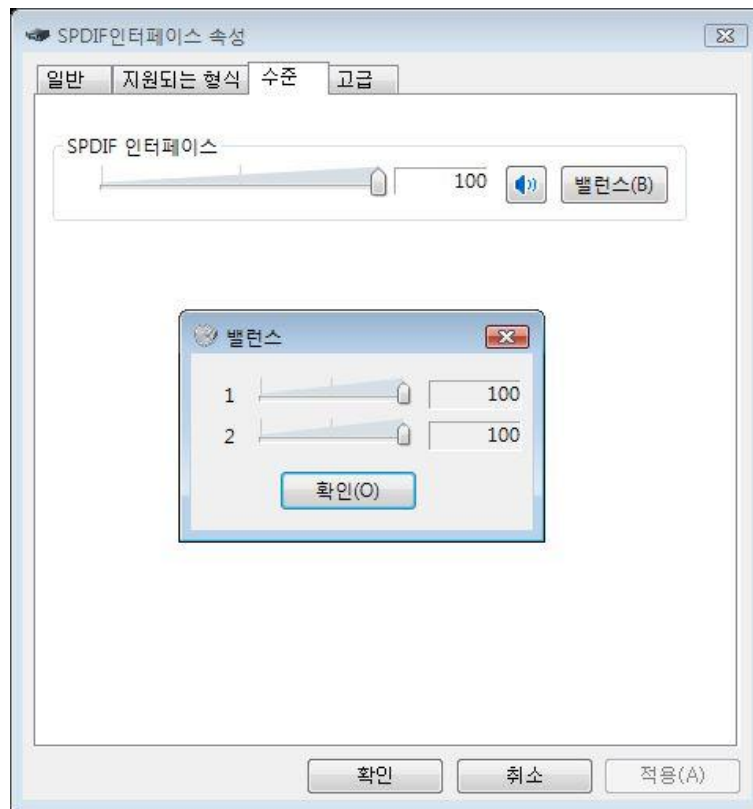 SPDIF인터페이스 속성
일반 지원되는 형식 수준 고급
SPDIF 인터페이스
100 밸런스(B)
밸런스
1 100
2 100
확인(O)
확인 취소 적용(A)